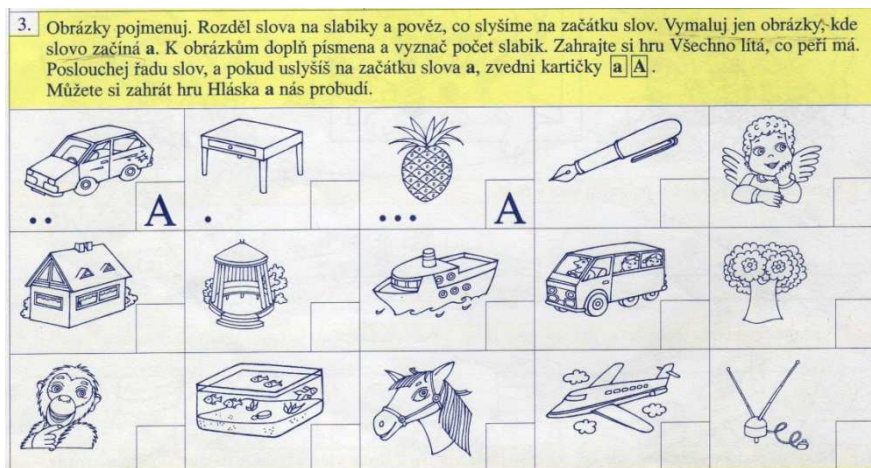 3. Obrázky pojmenuj. Rozděl slova na slabiky a pověz, co slyšíme na začátku slov. Vymaluj jen obrázky, kde
slovo začíná a. K obrázkům doplň písmena a vyznač počet slabik. Zahrajte si hru Všechno lítá, co peří má.
Poslouchej řadu slov, a pokud uslyšíš na začátku slova a, zvedni kartičky a A.
Můžete si zahrát hru Hláska a nás probudí.
A
A